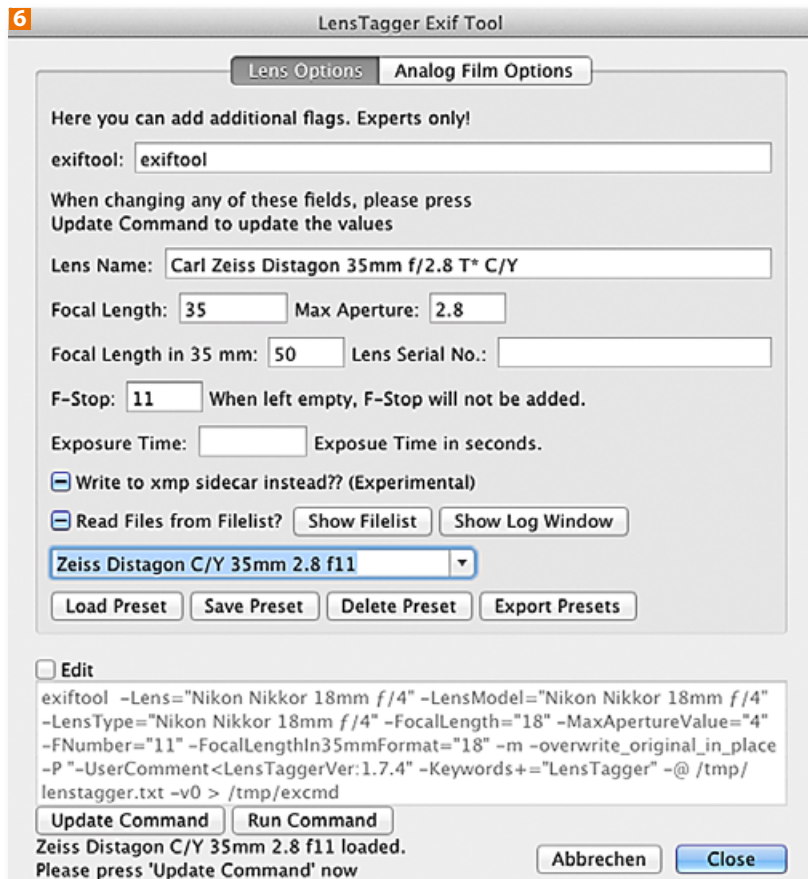 6
LensTagger Exif Tool
Lens Options Analog Film Options
Here you can add additional flags. Experts only!
exiftool: exiftool
When changing any of these fields, please press
Update Command to update the values
Lens Name: Carl Zeiss Distagon 35mm f/2.8 T* C/Y
Focal Length: 35 Max Aperture: 2.8
Focal Length in 35 mm: 50 Lens Serial No.:
F-Stop: 11 When left empty, F-Stop will not be added.
Exposure Time: Exposue Time in seconds.
Write to xmp sidecar instead?? (Experimental)
Read Files from Filelist? Show Filelist Show Log Window
Zeiss Distagon C/Y 35mm 2.8 f11
Load Preset Save Preset Delete Preset Export Presets
Edit
exiftool -Lens="Nikon Nikkor 18mm ƒ/4" -LensModel="Nikon Nikkor 18mm ƒ/4"
-LensType="Nikon Nikkor 18mm ƒ/4" -FocalLength="18" -MaxApertureValue="4"
-FNumber="11" -FocalLengthIn35mmFormat="18" -m -overwrite_original_in_place
-P "-UserComment<LensTaggerVer:1.7.4" -Keywords+="LensTagger" -@ /tmp/
lenstagger.txt -v0 > /tmp/excmd
Update Command Run Command
Zeiss Distagon C/Y 35mm 2.8 f11 loaded.
Please press 'Update Command' now
Abbrechen Close